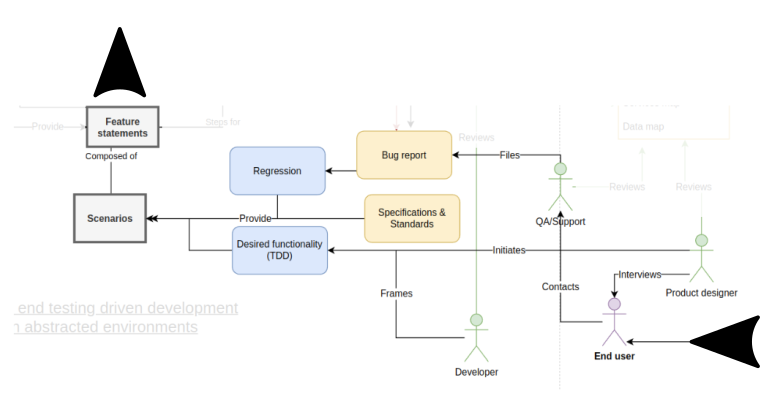 Data map
Provide
Feature
statements
Steps for
Composed of
Reviews
Bug report
Files
Regression
Reviews
Reviews
Scenarios
Provide
Specifications &
Standards
QA/Support
Desired functionality
(TDD)
Initiates
Interviews
Contacts
Product designer
Frames
end testing driven development
n abstracted environments
End user
Developer